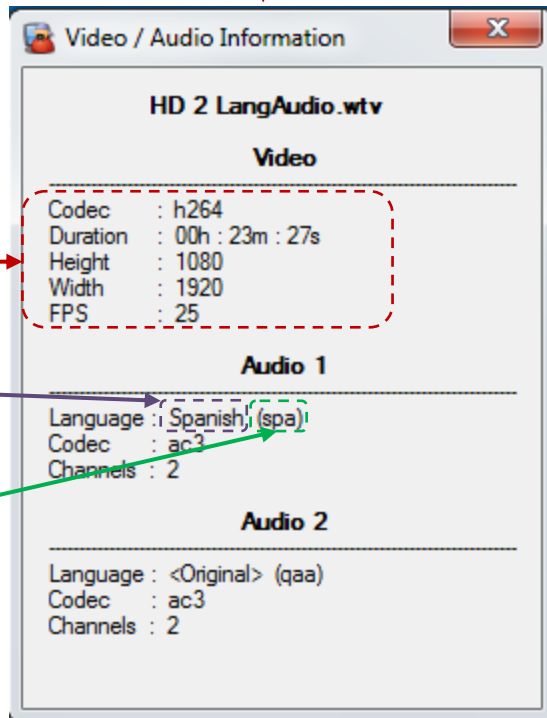 Video / Audio Information
HD 2 LangAudio.wtv
Video
Codec : h264
Duration : 00h : 23m : 27s
Height : 1080
Width : 1920
FPS : 25
Audio 1
Language : Spanish (spa)
Codec : ac3
Channels : 2
Audio 2
Language : <Original> (qaa)
Codec : ac3
Channels : 2